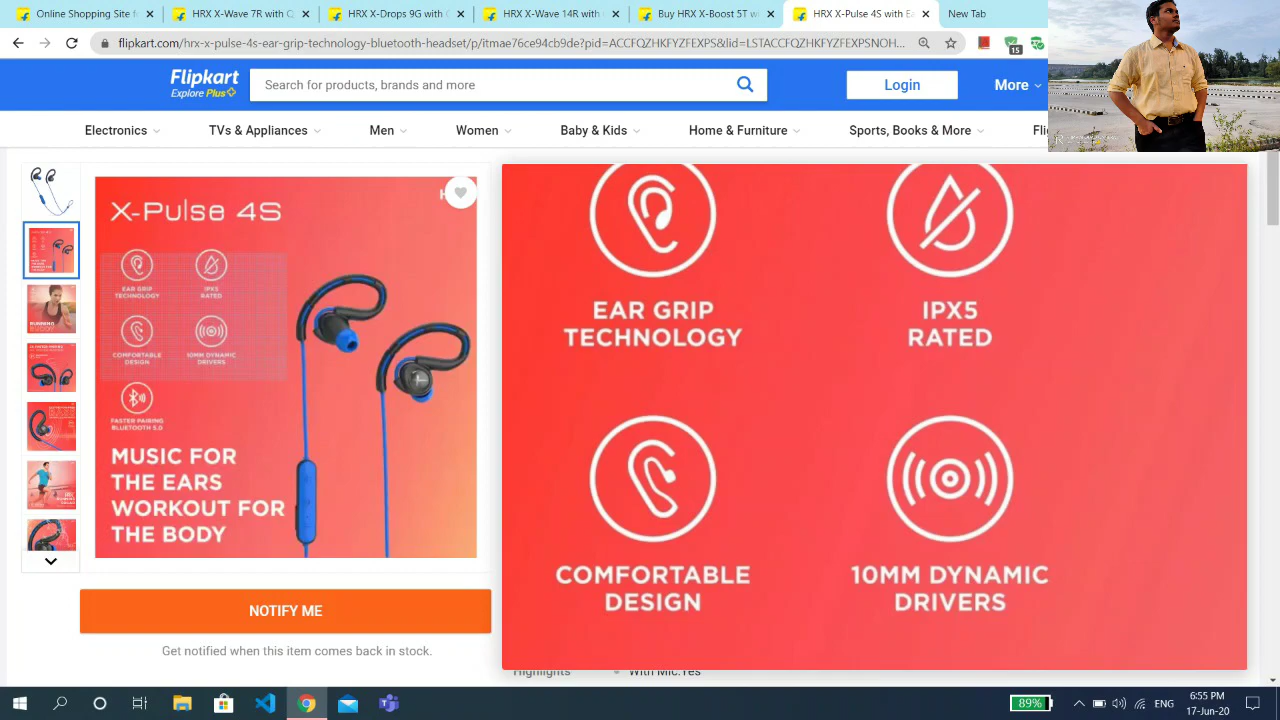 Online Shopping Site f
HRX X-Wave 7R with
HRX X-Drops 9G with
HRX X-Wave 14R with
Buy HRX X-BooST w
HRX X-Pulse 4S with Ea
New Tab
flipkart.com/hrx-x-pulse-4s-ear-grip-technology-bluetooth-headset/p/itmae76ce94cb9de?pid=ACCFQZHKFYZFEXPS&lid=LSTACCFQZHKFYZFEXPSNOH...
15
Flipkart
Explore Plus
Search for products, brands and more
Login
More
Electronics
TVs & Appliances
Men
Women
Baby & Kids
Home & Furniture
Sports, Books & More
Fli
X-Pulse 4S
EAR GRIP
TECHNOLOGY
IPX5
RATED
COMFORTABLE
DESIGN
10MM DYNAMIC
DRIVERS
FASTER PAIRING
BLUETOOTH 5.0
MUSIC FOR
THE EARS
WORKOUT FOR
THE BODY
EAR GRIP
TECHNOLOGY
IPX5
RATED
COMFORTABLE
DESIGN
10MM DYNAMIC
DRIVERS
NOTIFY ME
Get notified when this item comes back in stock.
Highlights
With Mic:Yes
89%
ENG
6:55 PM
17-Jun-20